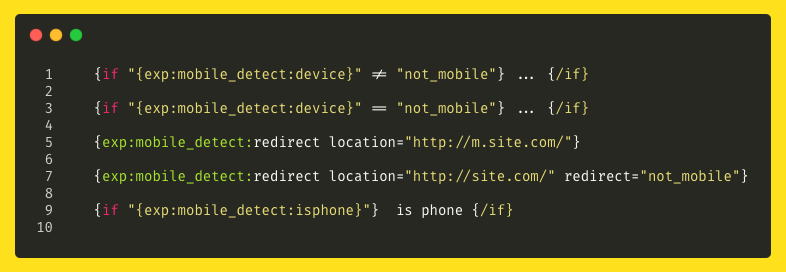 1 {if "{exp:mobile_detect:device}" != "not_mobile"} ... {/if}
2
3 {if "{exp:mobile_detect:device}" == "not_mobile"} ... {/if}
4
5 {exp:mobile_detect:redirect location="http://m.site.com/"}
6
7 {exp:mobile_detect:redirect location="http://site.com/" redirect="not_mobile"}
8
9 {if "{exp:mobile_detect:isphone}"}  is phone {/if}
10